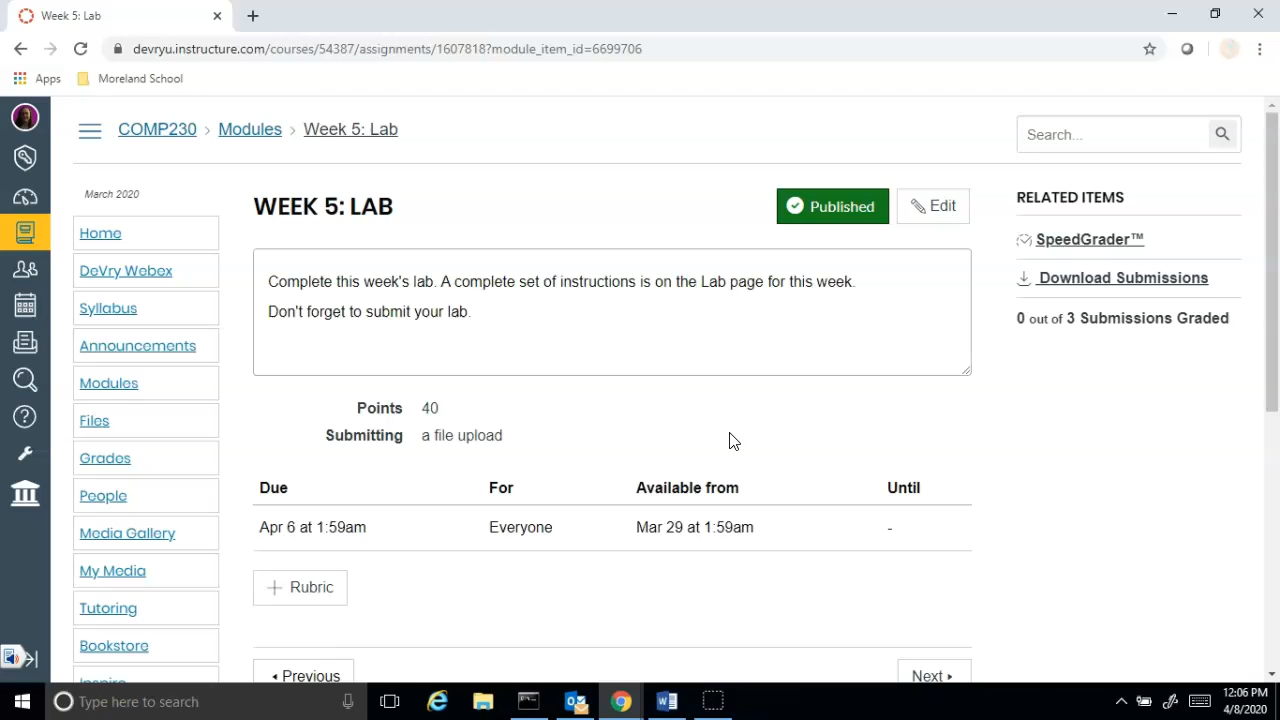 Week 5: Lab
devryu.instructure.com/courses/54387/assignments/1607818?module_item_id=6699706
Apps
Moreland School
COMP230 › Modules › Week 5: Lab
Search...
March 2020
Home
DeVry Webex
Syllabus
Announcements
Modules
Files
Grades
People
Media Gallery
My Media
Tutoring
Bookstore
WEEK 5: LAB
Published
Edit
Complete this week's lab. A complete set of instructions is on the Lab page for this week.
Don't forget to submit your lab.
Points 40
Submitting a file upload
Due For Available from Until
Apr 6 at 1:59am Everyone Mar 29 at 1:59am -
+ Rubric
Previous
Next
RELATED ITEMS
SpeedGrader™
Download Submissions
0 out of 3 Submissions Graded
Type here to search
12:06 PM
4/8/2020